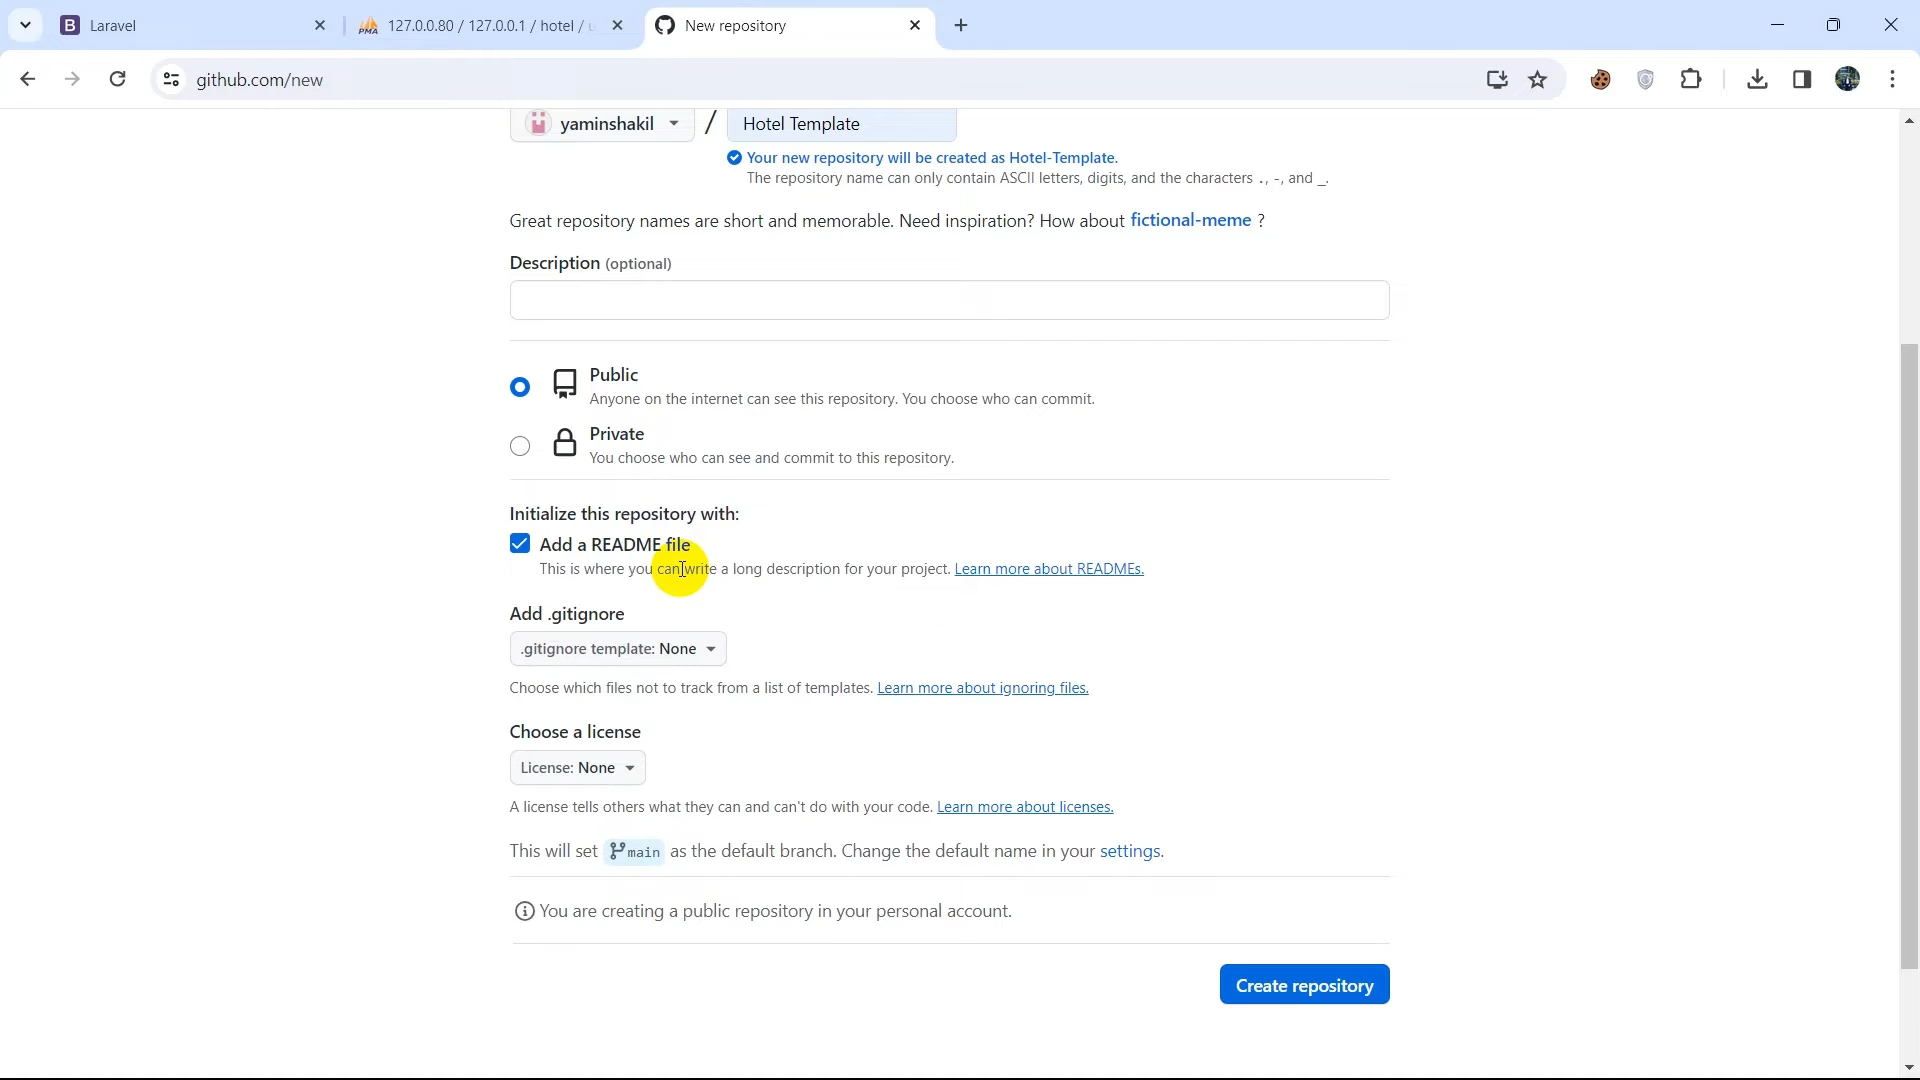 B Laravel
PMA 127.0.0.80 / 127.0.0.1 / hotel /
New repository
github.com/new
yaminshakil / Hotel Template
Your new repository will be created as Hotel-Template.
The repository name can only contain ASCII letters, digits, and the characters ., -, and _.
Great repository names are short and memorable. Need inspiration? How about fictional-meme ?
Description (optional)
Public
Anyone on the internet can see this repository. You choose who can commit.
Private
You choose who can see and commit to this repository.
Initialize this repository with:
Add a README file
This is where you can write a long description for your project. Learn more about READMEs.
Add .gitignore
.gitignore template: None
Choose which files not to track from a list of templates. Learn more about ignoring files.
Choose a license
License: None
A license tells others what they can and can't do with your code. Learn more about licenses.
This will set main as the default branch. Change the default name in your settings.
You are creating a public repository in your personal account.
Create repository